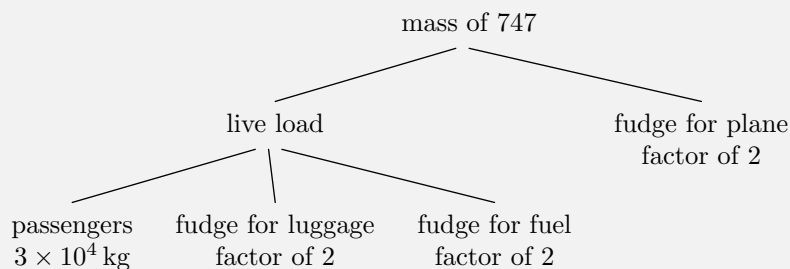 mass of 747
live load
fudge for plane
factor of 2
passengers
3 × 10⁴ kg
fudge for luggage
factor of 2
fudge for fuel
factor of 2